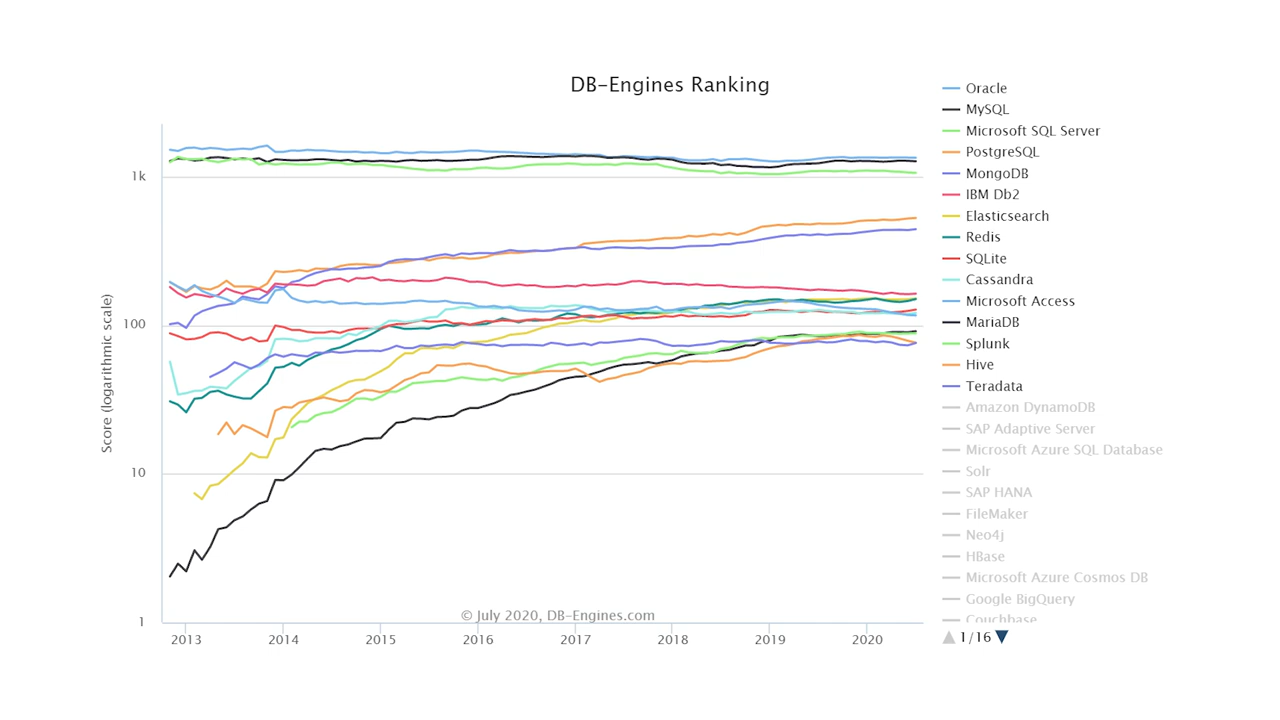 DB-Engines Ranking
Score (logarithmic scale)
1k
100
10
1
2013 2014 2015 2016 2017 2018 2019 2020
© July 2020, DB-Engines.com
Oracle
MySQL
Microsoft SQL Server
PostgreSQL
MongoDB
IBM Db2
Elasticsearch
Redis
SQLite
Cassandra
Microsoft Access
MariaDB
Splunk
Hive
Teradata
Amazon DynamoDB
SAP Adaptive Server
Microsoft Azure SQL Database
Solr
SAP HANA
FileMaker
Neo4j
HBase
Microsoft Azure Cosmos DB
Google BigQuery
Couchbase
1/16